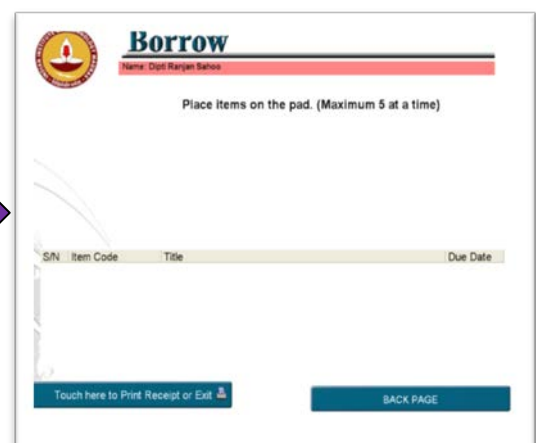 Borrow
Name: Dipti Ranjan Sahoo
Place items on the pad. (Maximum 5 at a time)
S/N Item Code Title Due Date
Touch here to Print Receipt or Exit
BACK PAGE